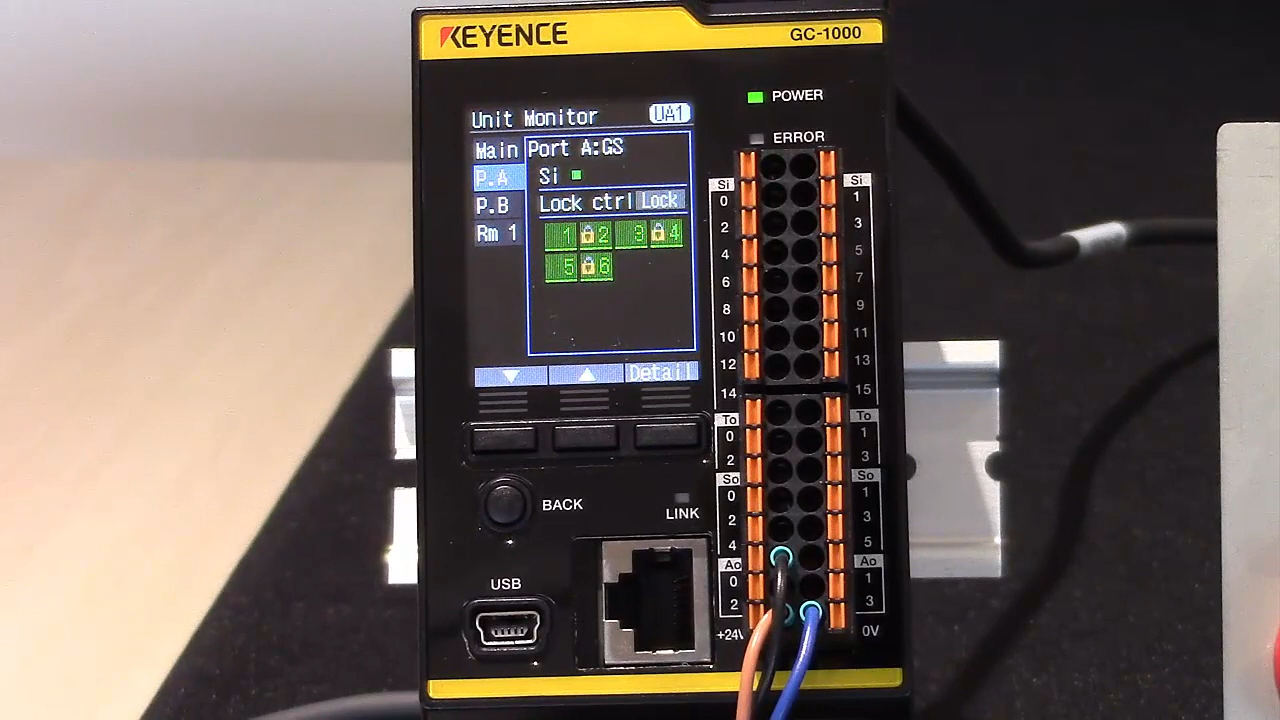 KEYENCE
GC-1000
POWER
ERROR
Unit Monitor UA1
Main
P.A
P.B
Rm 1
Port A:GS
Si
Lock ctrl Lock
1 2 3 4
5 6
Detail
BACK
LINK
USB
Si
0
2
4
6
8
10
12
14
To
0
2
So
0
2
4
Ao
0
2
+24V
Si
1
3
5
7
9
11
13
15
To
1
3
So
1
3
5
Ao
1
3
0V